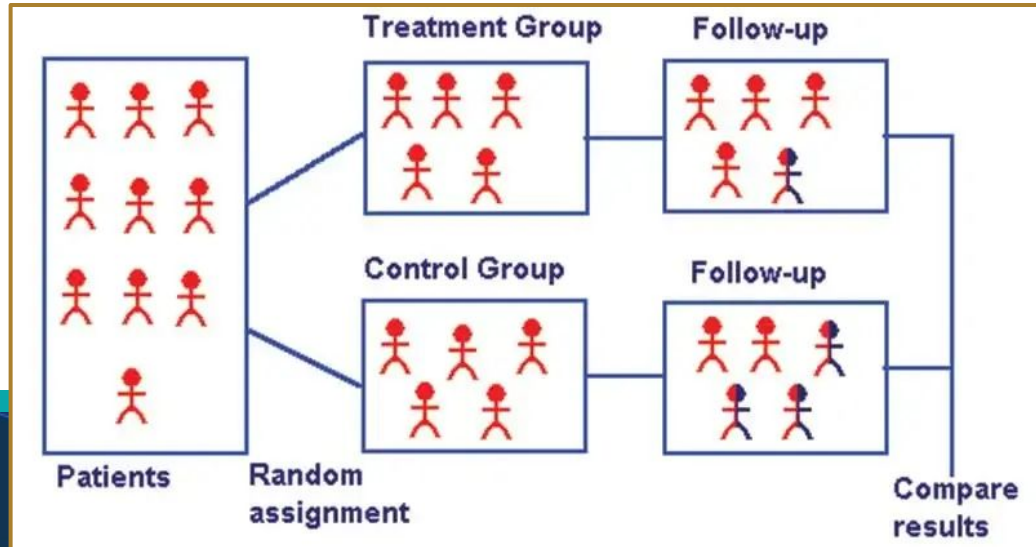 Treatment Group
Follow-up
Control Group
Follow-up
Patients
Random
assignment
Compare
results